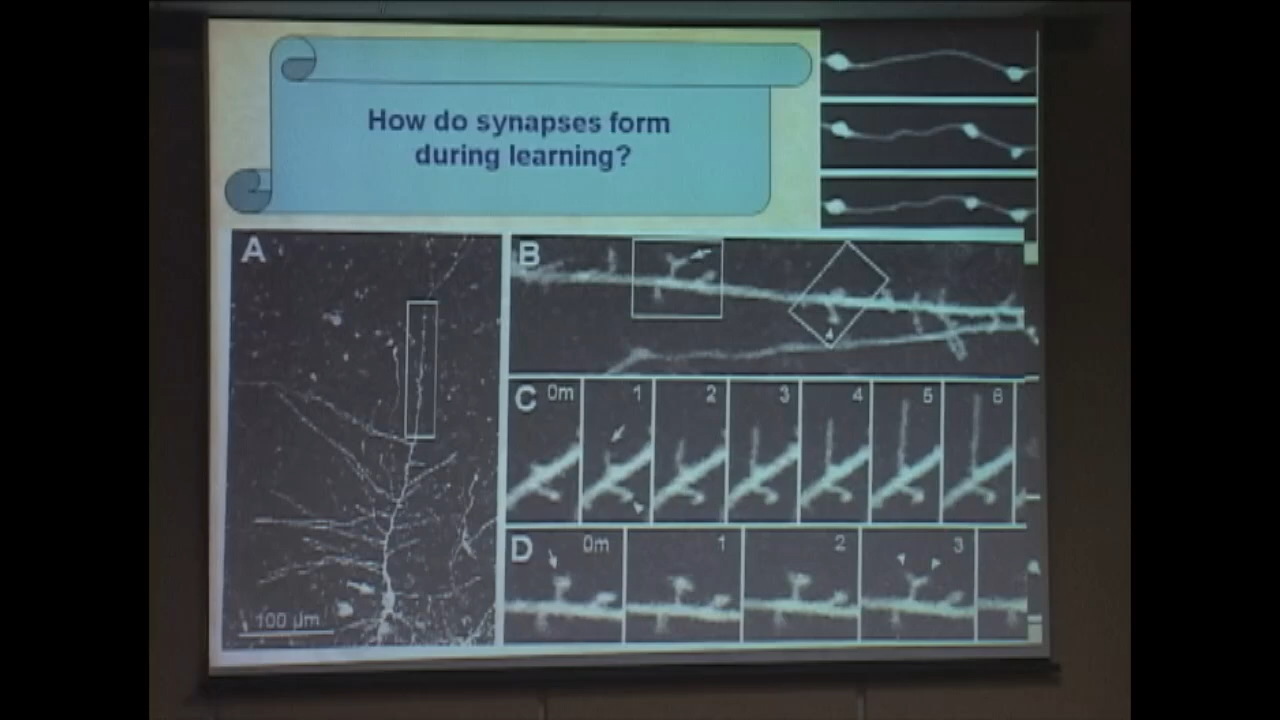 How do synapses form
during learning?
A
100 µm
B
C 0m 1 2 3 4 5 6
D 0m 1 2 3